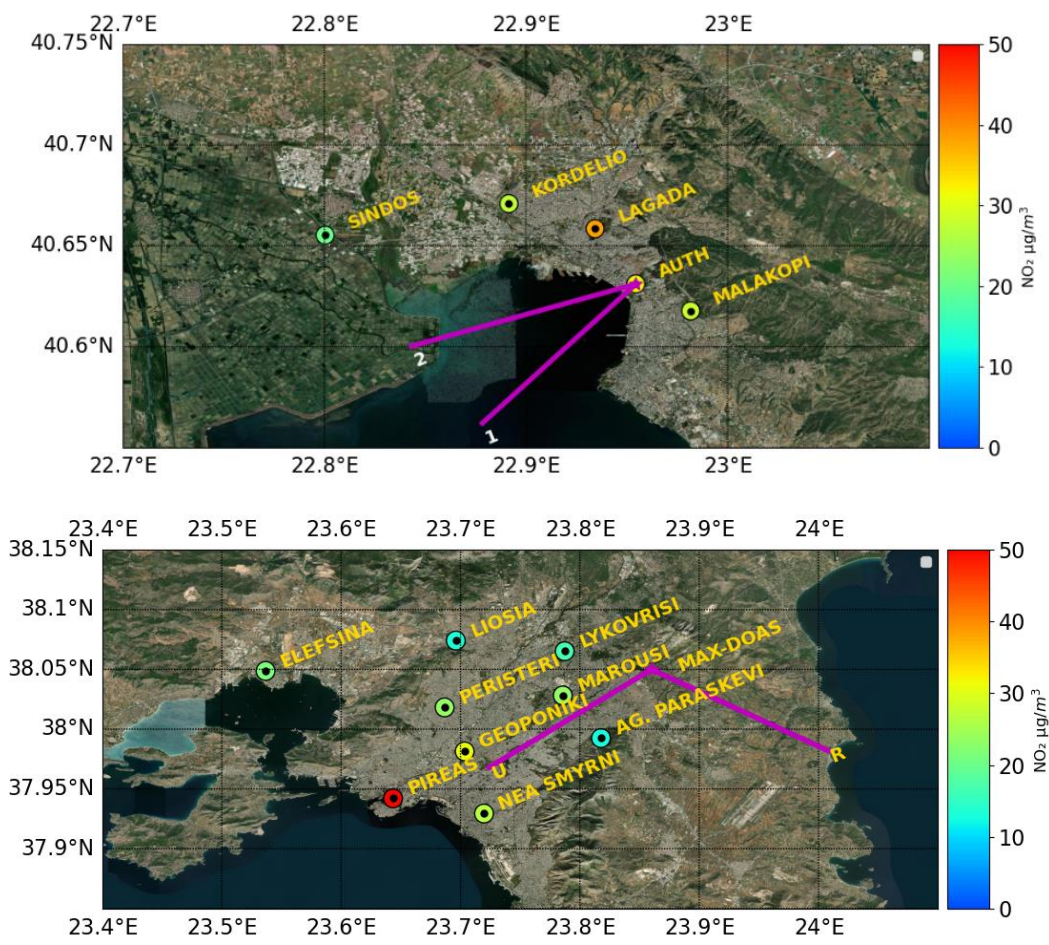 22.7°E 22.8°E 22.9°E 23°E
40.75°N
40.7°N
40.65°N
40.6°N
SINDOS
KORDELIO
LAGADA
AUTH
MALAKOPI
2
1
22.7°E 22.8°E 22.9°E 23°E
50
40
30
20
10
0
NO₂ μg/m³
23.4°E 23.5°E 23.6°E 23.7°E 23.8°E 23.9°E 24°E
38.15°N
38.1°N
38.05°N
38°N
37.95°N
37.9°N
ELEFSINA
LIOSIA
LYKOVRISI
PERISTERI
MAROUSI
MAX-DOAS
GEOPONIKI
AG. PARASKEVI
PIREAS
U
NEA SMYRNI
R
23.4°E 23.5°E 23.6°E 23.7°E 23.8°E 23.9°E 24°E
50
40
30
20
10
0
NO₂ μg/m³